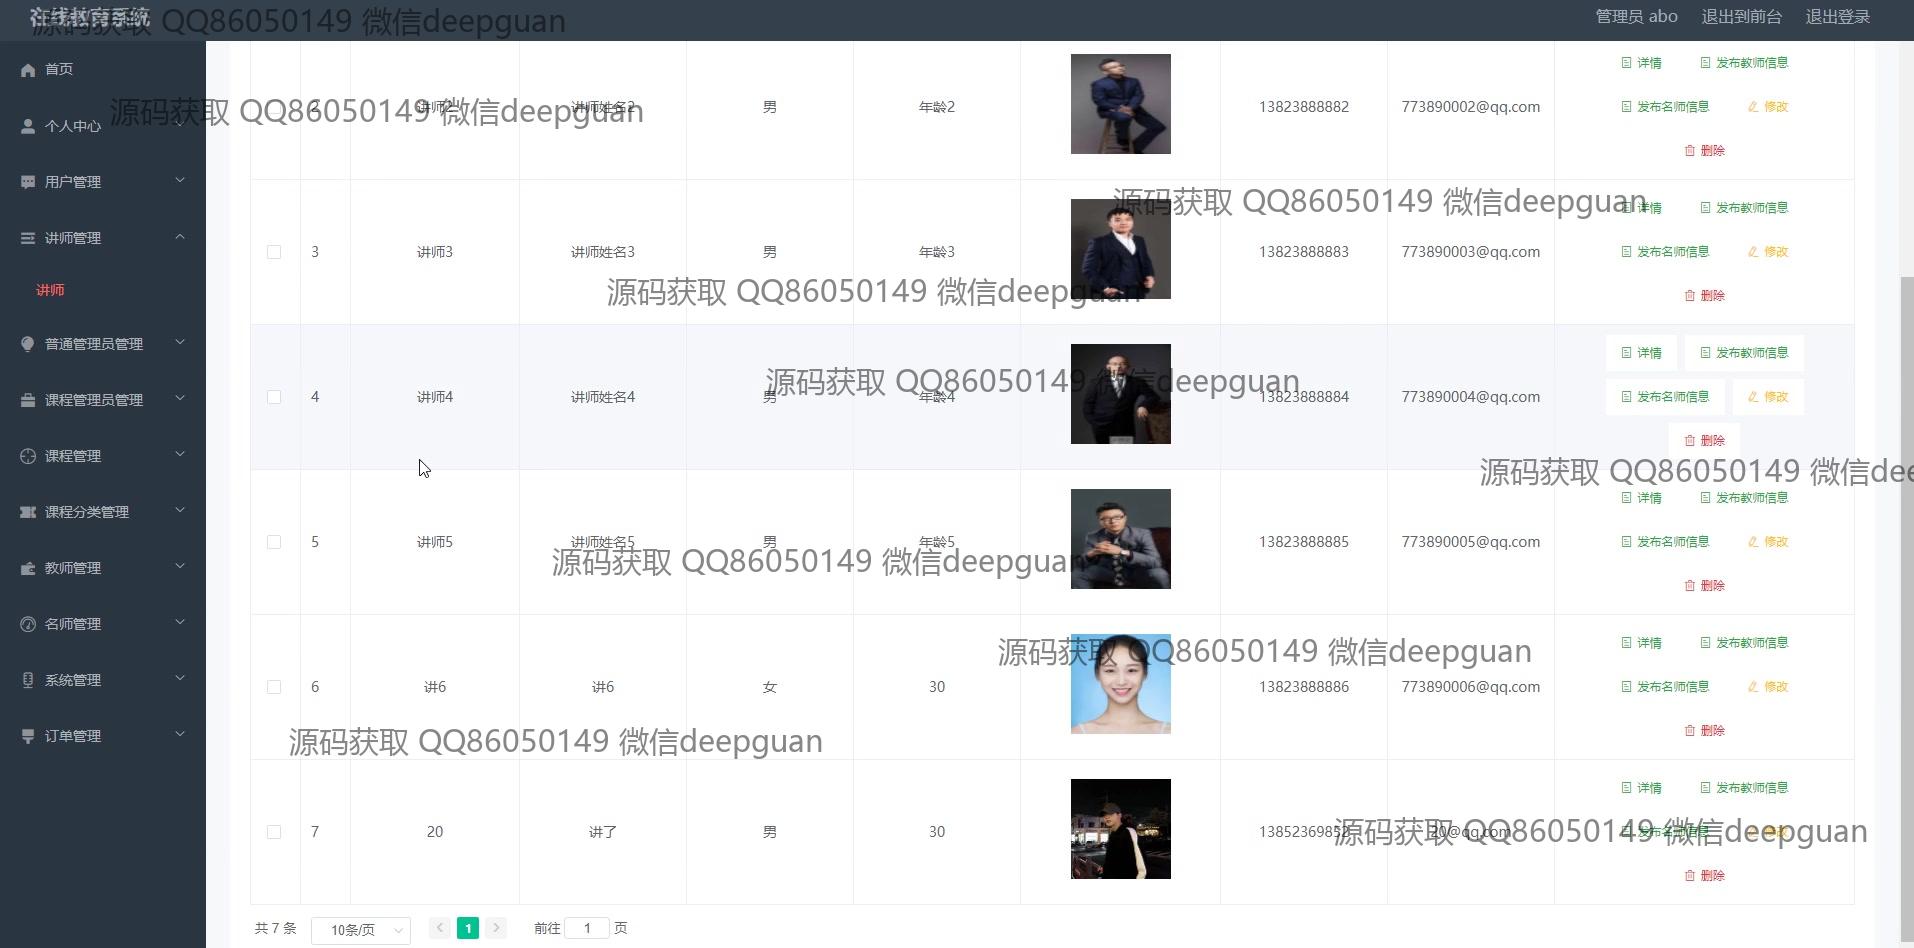 在线教育系统
源码获取 QQ86050149 微信deepguan
管理员 abo 退出到前台 退出登录
首页
个人中心
用户管理
讲师管理
讲师
普通管理员管理
课程管理员管理
课程管理
课程分类管理
教师管理
名师管理
系统管理
订单管理
源码获取 QQ86050149 微信deepguan
2 讲师2 讲师姓名2 男 年龄2 13823888882 773890002@qq.com
详情 发布教师信息
发布名师信息 修改
删除
源码获取 QQ86050149 微信deepguan
3 讲师3 讲师姓名3 男 年龄3 13823888883 773890003@qq.com
详情 发布教师信息
发布名师信息 修改
删除
源码获取 QQ86050149 微信deepguan
4 讲师4 讲师姓名4 男 年龄4 13823888884 773890004@qq.com
详情 发布教师信息
发布名师信息 修改
删除
源码获取 QQ86050149 微信deepguan
源码获取 QQ86050149 微信dee
5 讲师5 讲师姓名5 男 年龄5 13823888885 773890005@qq.com
详情 发布教师信息
发布名师信息 修改
删除
源码获取 QQ86050149 微信deepguan
6 讲6 讲6 女 30 13823888886 773890006@qq.com
详情 发布教师信息
发布名师信息 修改
删除
源码获取 QQ86050149 微信deepguan
源码获取 QQ86050149 微信deepguan
7 20 讲了 男 30 13852369852 20@qq.com
详情 发布教师信息
发布名师信息 修改
删除
源码获取 QQ86050149 微信deepguan
共 7 条 10条/页 1 前往 1 页